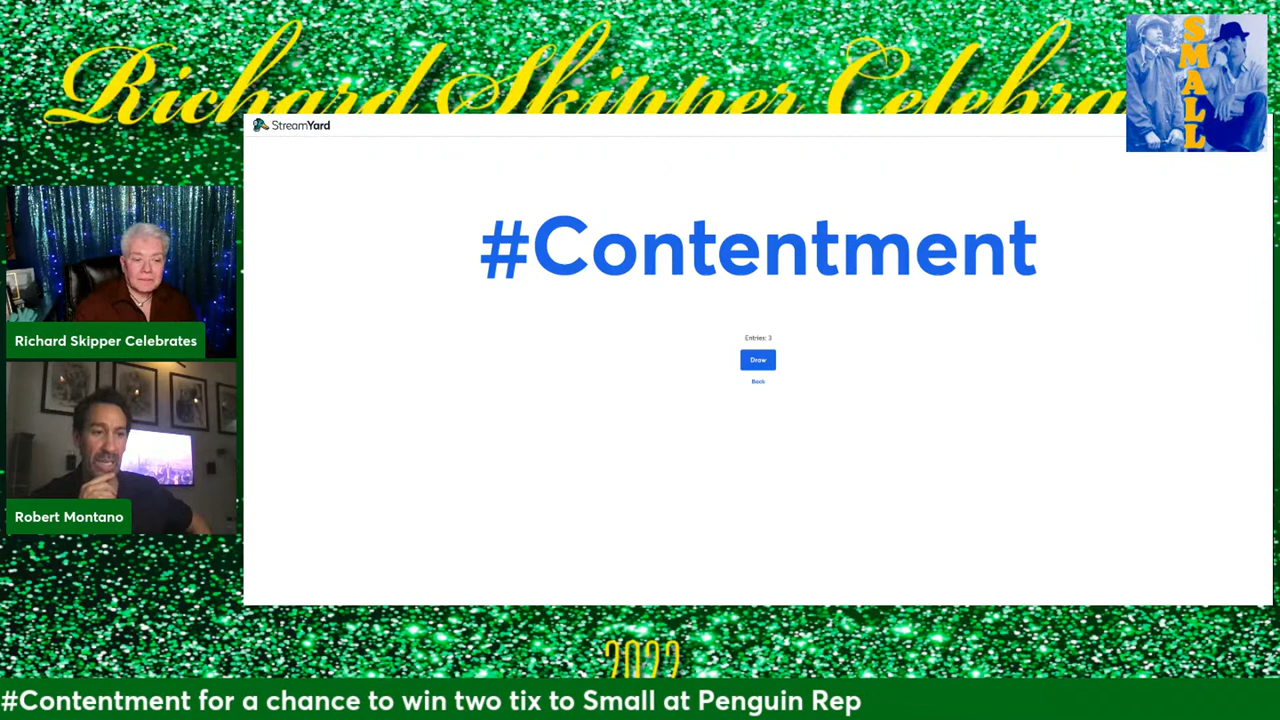 Richard Skipper Celebra
SMALL
StreamYard
#Contentment
Entries: 3
Draw
Back
Richard Skipper Celebrates
Robert Montano
2022
#Contentment for a chance to win two tix to Small at Penguin Rep